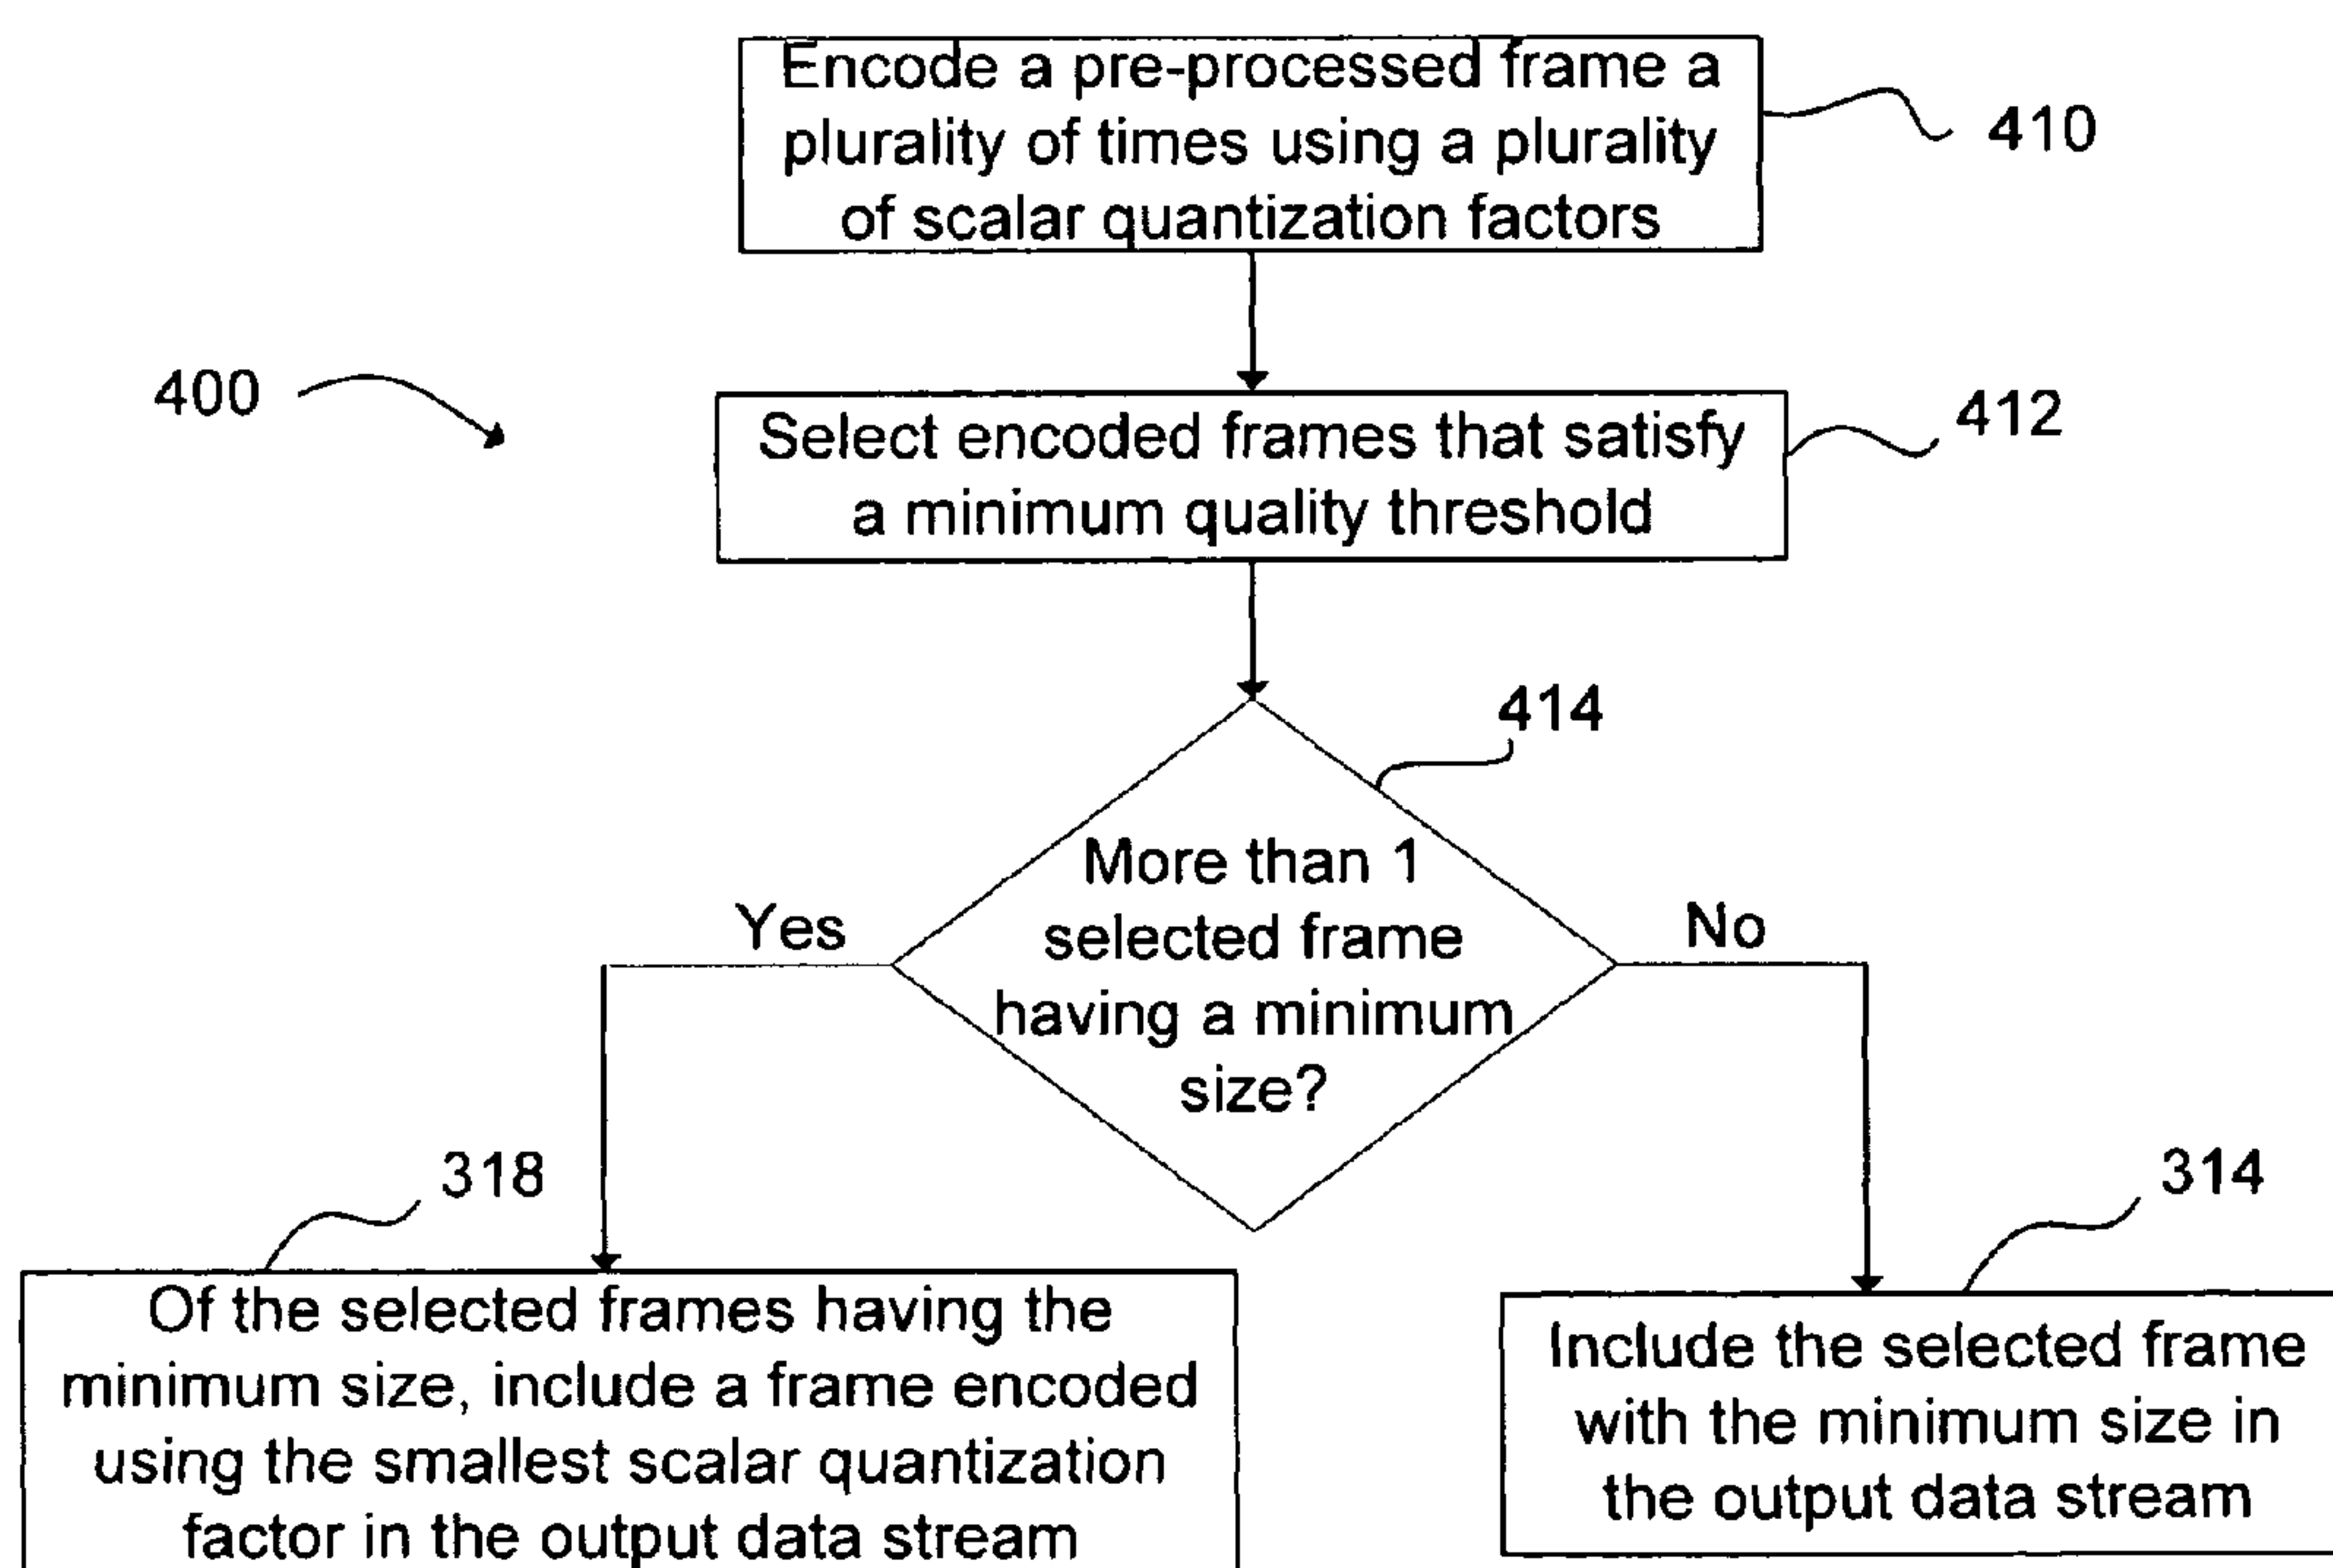 Encode a pre-processed frame a
plurality of times using a plurality
of scalar quantization factors
410
400
Select encoded frames that satisfy
a minimum quality threshold
412
414
More than 1
selected frame
having a minimum
size?
Yes
No
318
314
Of the selected frames having the
minimum size, include a frame encoded
using the smallest scalar quantization
factor in the output data stream
Include the selected frame
with the minimum size in
the output data stream